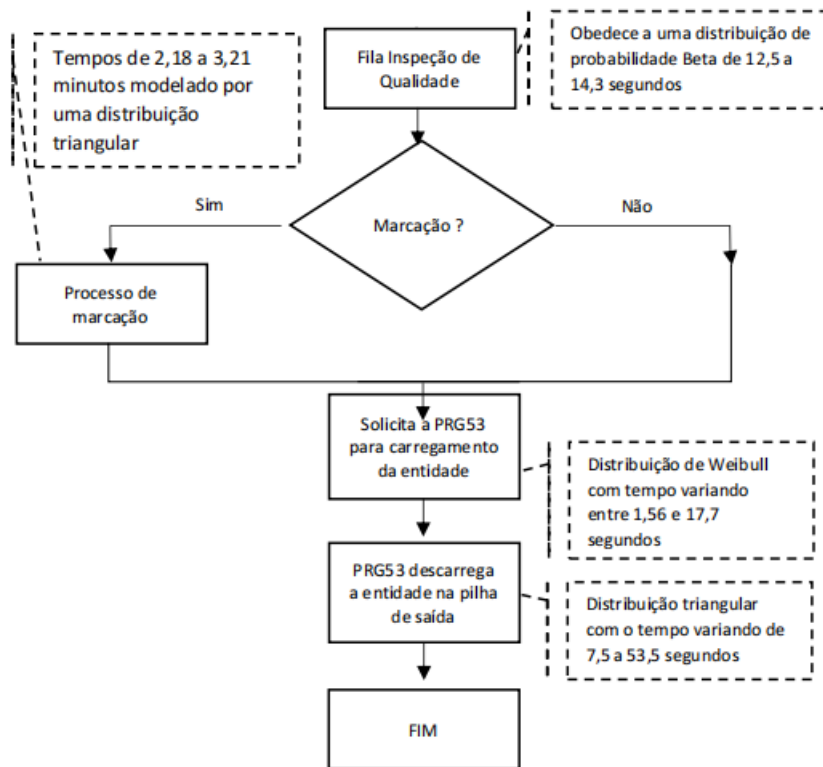 Tempos de 2,18 a 3,21
minutos modelado por
uma distribuição
triangular
Fila Inspeção de
Qualidade
Obedece a uma distribuição de
probabilidade Beta de 12,5 a
14,3 segundos
Sim
Marcação ?
Não
Processo de
marcação
Solicita a PRG53
para carregamento
da entidade
Distribuição de Weibull
com tempo variando
entre 1,56 e 17,7
segundos
PRG53 descarrega
a entidade na pilha
de saída
Distribuição triangular
com o tempo variando de
7,5 a 53,5 segundos
FIM